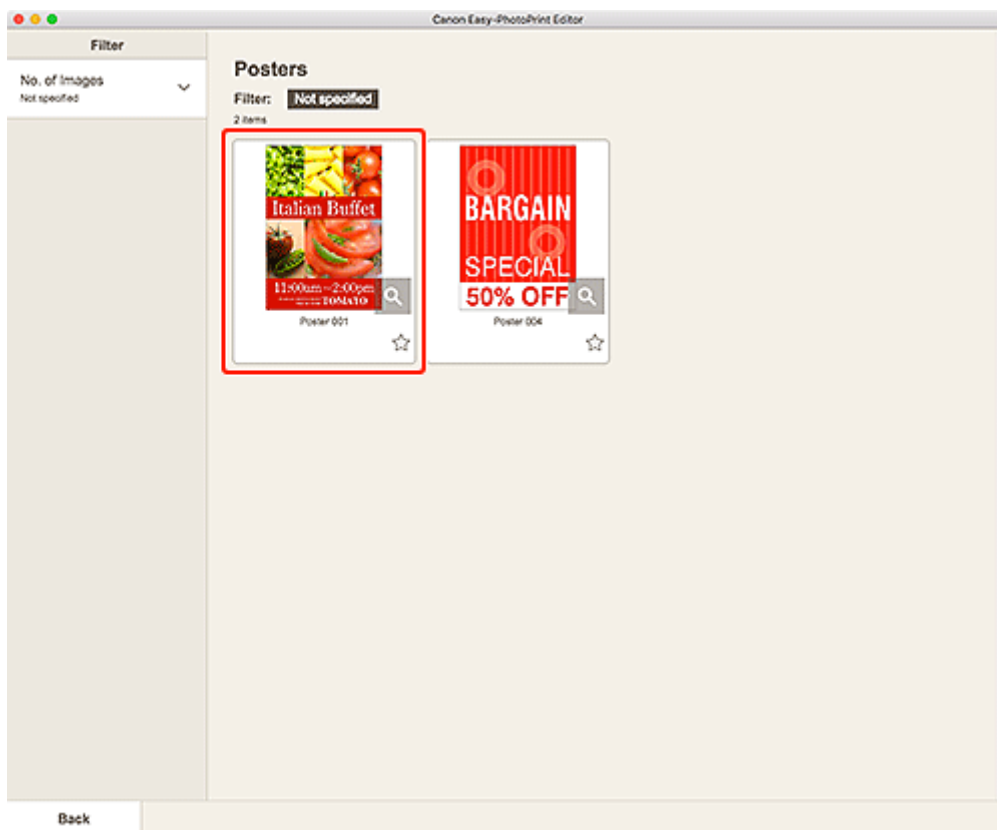 Canon Easy-PhotoPrint Editor
Filter
No. of Images
Not specified
Posters
Filter: Not specified
2 items
Italian Buffet
11:00am~2:00pm
TOMATO
Poster 001
BARGAIN
SPECIAL
50% OFF
Poster 004
Back